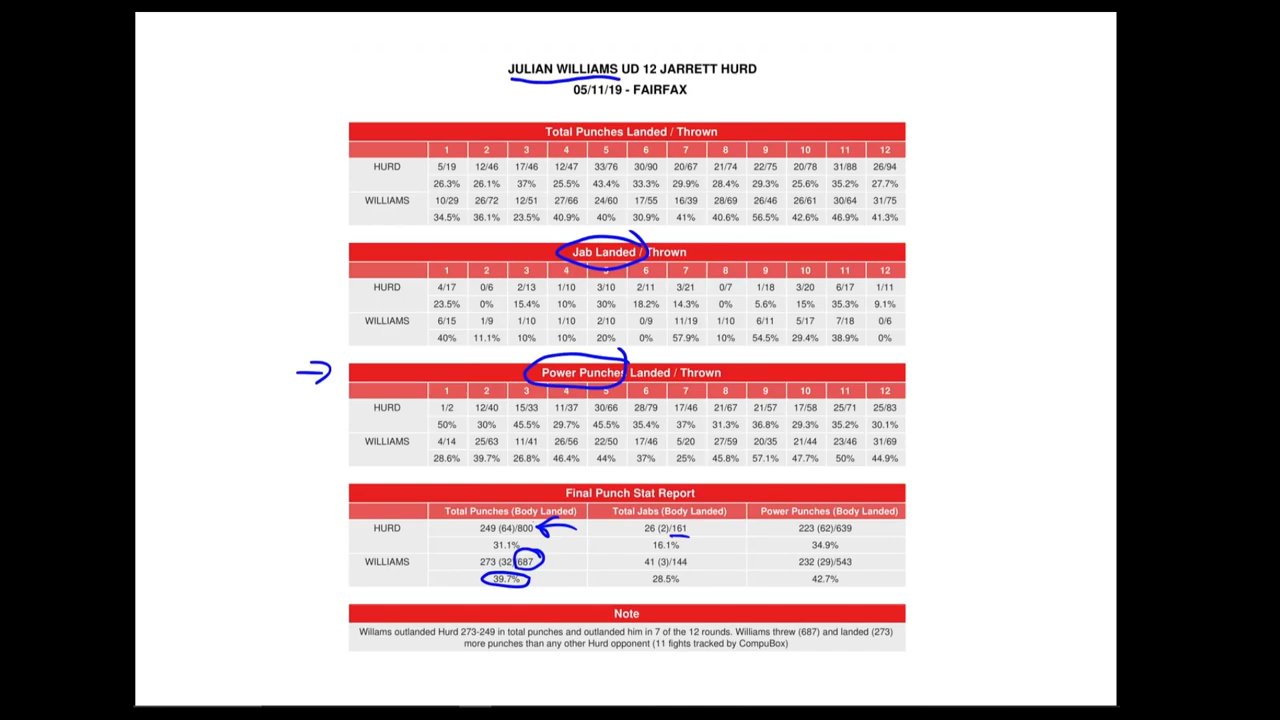 JULIAN WILLIAMS UD 12 JARRETT HURD
05/11/19 - FAIRFAX
Total Punches Landed / Thrown
1 2 3 4 5 6 7 8 9 10 11 12
HURD 5/19 12/46 17/46 12/47 33/76 30/90 20/67 21/74 22/75 20/78 31/88 26/94
26.3% 26.1% 37% 25.5% 43.4% 33.3% 29.9% 28.4% 29.3% 25.6% 35.2% 27.7%
WILLIAMS 10/29 26/72 12/51 27/66 24/60 17/55 16/39 28/69 26/46 26/61 30/64 31/75
34.5% 36.1% 23.5% 40.9% 40% 30.9% 41% 40.6% 56.5% 42.6% 46.9% 41.3%
Jab Landed / Thrown
1 2 3 4 5 6 7 8 9 10 11 12
HURD 4/17 0/6 2/13 1/10 3/10 2/11 3/21 0/7 1/18 3/20 6/17 1/11
23.5% 0% 15.4% 10% 30% 18.2% 14.3% 0% 5.6% 15% 35.3% 9.1%
WILLIAMS 6/15 1/9 1/10 1/10 2/10 0/9 11/19 1/10 6/11 5/17 7/18 0/6
40% 11.1% 10% 10% 20% 0% 57.9% 10% 54.5% 29.4% 38.9% 0%
Power Punches Landed / Thrown
1 2 3 4 5 6 7 8 9 10 11 12
HURD 1/2 12/40 15/33 11/37 30/66 28/79 17/46 21/67 21/57 17/58 25/71 25/83
50% 30% 45.5% 29.7% 45.5% 35.4% 37% 31.3% 36.8% 29.3% 35.2% 30.1%
WILLIAMS 4/14 25/63 11/41 26/56 22/50 17/46 5/20 27/59 20/35 21/44 23/46 31/69
28.6% 39.7% 26.8% 46.4% 44% 37% 25% 45.8% 57.1% 47.7% 50% 44.9%
Final Punch Stat Report
Total Punches (Body Landed) Total Jabs (Body Landed) Power Punches (Body Landed)
HURD 249 (64)/800 26 (2)/161 223 (62)/639
31.1% 16.1% 34.9%
WILLIAMS 273 (32)/687 41 (3)/144 232 (29)/543
39.7% 28.5% 42.7%
Note
Willams outlanded Hurd 273-249 in total punches and outlanded him in 7 of the 12 rounds. Williams threw (687) and landed (273)
more punches than any other Hurd opponent (11 fights tracked by CompuBox)